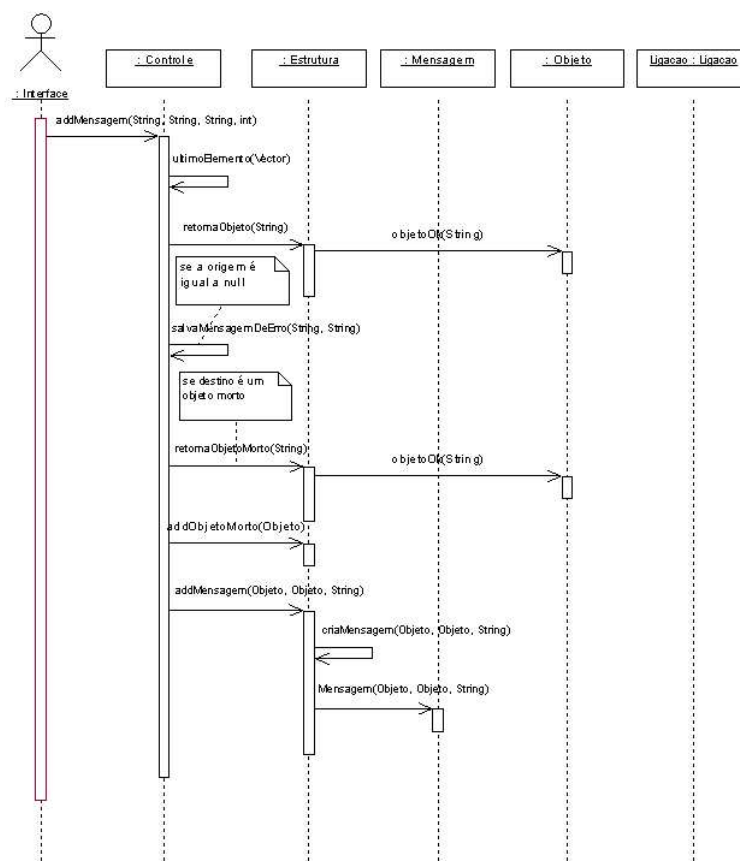 : Interface
: Controle
: Estrutura
: Mensagem
: Objeto
Ligacao : Ligacao
addMensagem(String, String, String, int)
ultimoElemento(Vector)
retornaObjeto(String)
objetoOk(String)
se a origem é
igual a null
salvaMensagemDeErro(String, String)
se destino é um
objeto morto
retornaObjetoMorto(String)
objetoOk(String)
addObjetoMorto(Objeto)
addMensagem(Objeto, Objeto, String)
criaMensagem(Objeto, Objeto, String)
Mensagem(Objeto, Objeto, String)